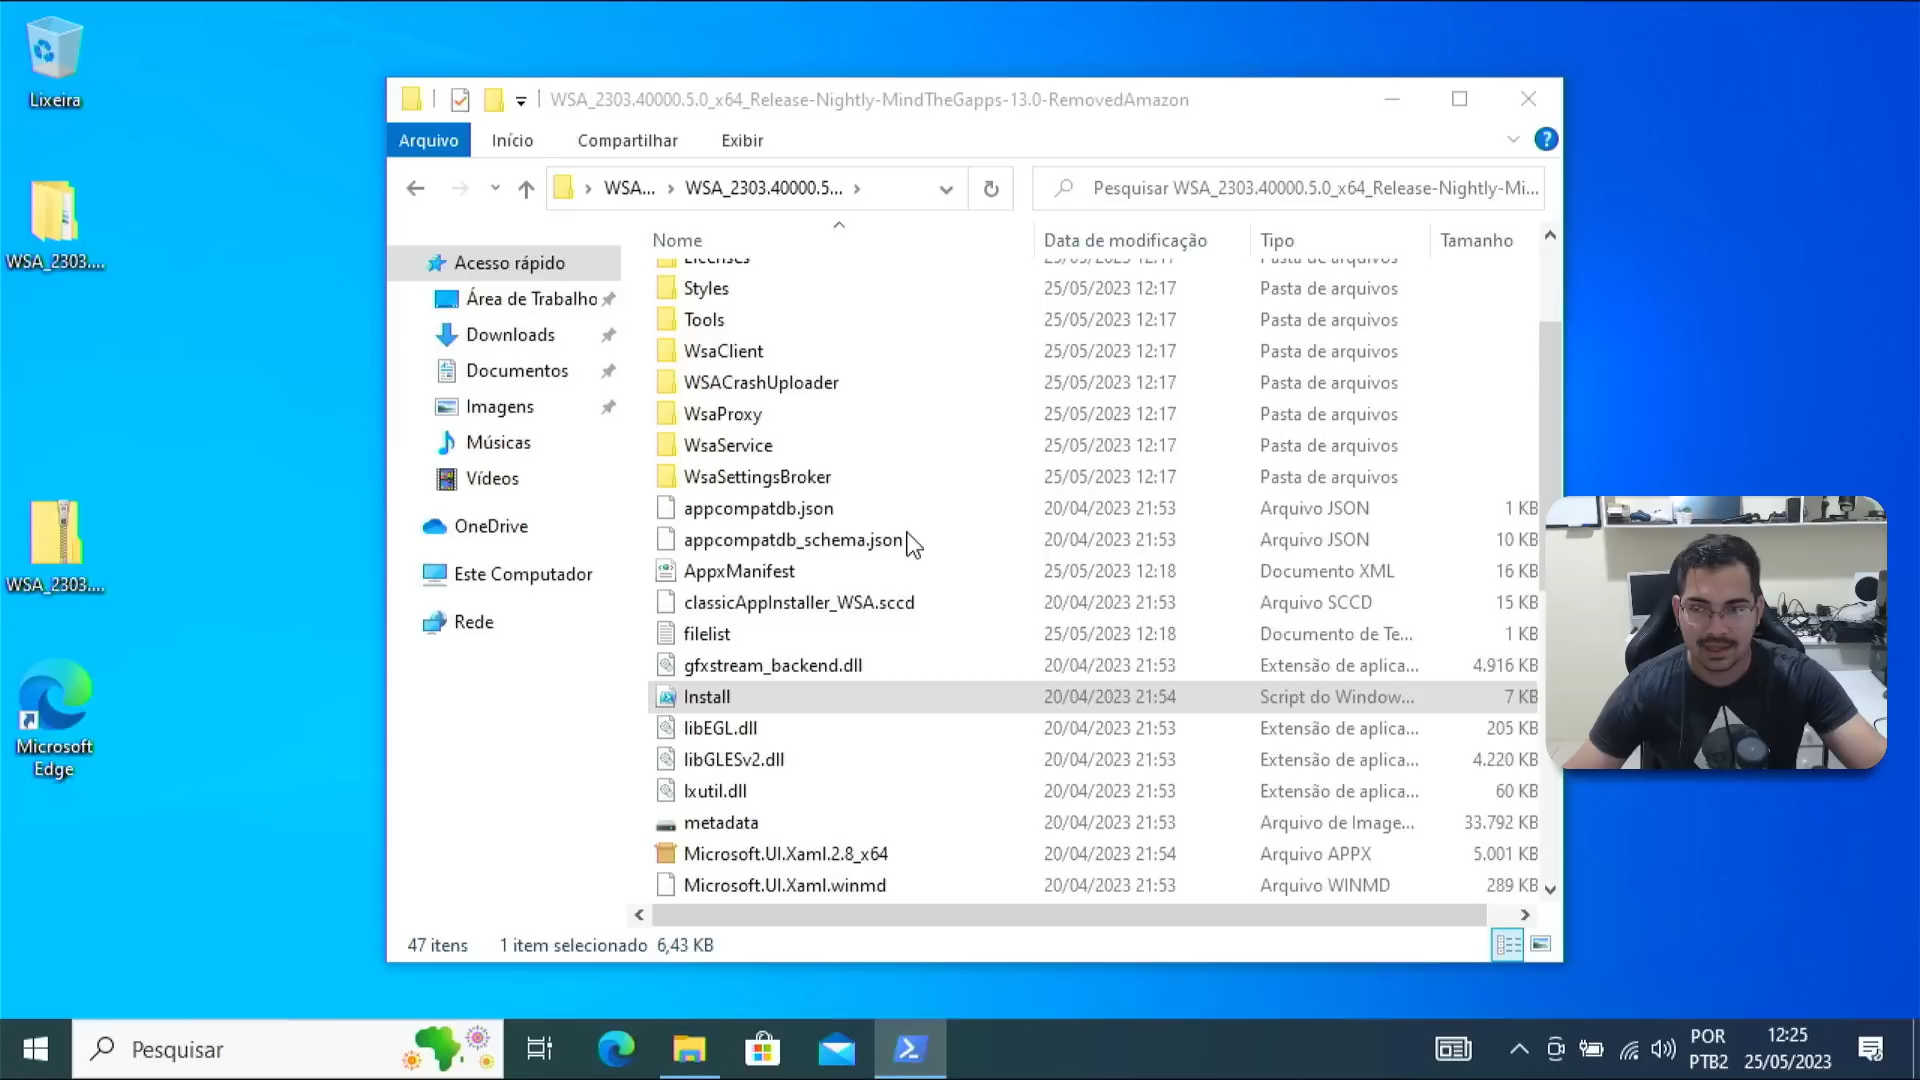 Lixeira
WSA_2303....
WSA_2303....
Microsoft
Edge
WSA_2303.40000.5.0_x64_Release-Nightly-MindTheGapps-13.0-RemovedAmazon
Arquivo Início Compartilhar Exibir
WSA... WSA_2303.40000.5... Pesquisar WSA_2303.40000.5.0_x64_Release-Nightly-Mi...
Acesso rápido
Área de Trabalho
Downloads
Documentos
Imagens
Músicas
Vídeos
OneDrive
Este Computador
Rede
Nome Data de modificação Tipo Tamanho
Licenses 25/05/2023 12:17 Pasta de arquivos
Styles 25/05/2023 12:17 Pasta de arquivos
Tools 25/05/2023 12:17 Pasta de arquivos
WsaClient 25/05/2023 12:17 Pasta de arquivos
WSACrashUploader 25/05/2023 12:17 Pasta de arquivos
WsaProxy 25/05/2023 12:17 Pasta de arquivos
WsaService 25/05/2023 12:17 Pasta de arquivos
WsaSettingsBroker 25/05/2023 12:17 Pasta de arquivos
appcompatdb.json 20/04/2023 21:53 Arquivo JSON 1 KB
appcompatdb_schema.json 20/04/2023 21:53 Arquivo JSON 10 KB
AppxManifest 25/05/2023 12:18 Documento XML 16 KB
classicAppInstaller_WSA.sccd 20/04/2023 21:53 Arquivo SCCD 15 KB
filelist 25/05/2023 12:18 Documento de Te... 1 KB
gfxstream_backend.dll 20/04/2023 21:53 Extensão de aplica... 4.916 KB
Install 20/04/2023 21:54 Script do Window... 7 KB
libEGL.dll 20/04/2023 21:53 Extensão de aplica... 205 KB
libGLESv2.dll 20/04/2023 21:53 Extensão de aplica... 4.220 KB
lxutil.dll 20/04/2023 21:53 Extensão de aplica... 60 KB
metadata 20/04/2023 21:53 Arquivo de Image... 33.792 KB
Microsoft.UI.Xaml.2.8_x64 20/04/2023 21:54 Arquivo APPX 5.001 KB
Microsoft.UI.Xaml.winmd 20/04/2023 21:53 Arquivo WINMD 289 KB
47 itens 1 item selecionado 6,43 KB
Pesquisar
POR
PTB2
12:25
25/05/2023